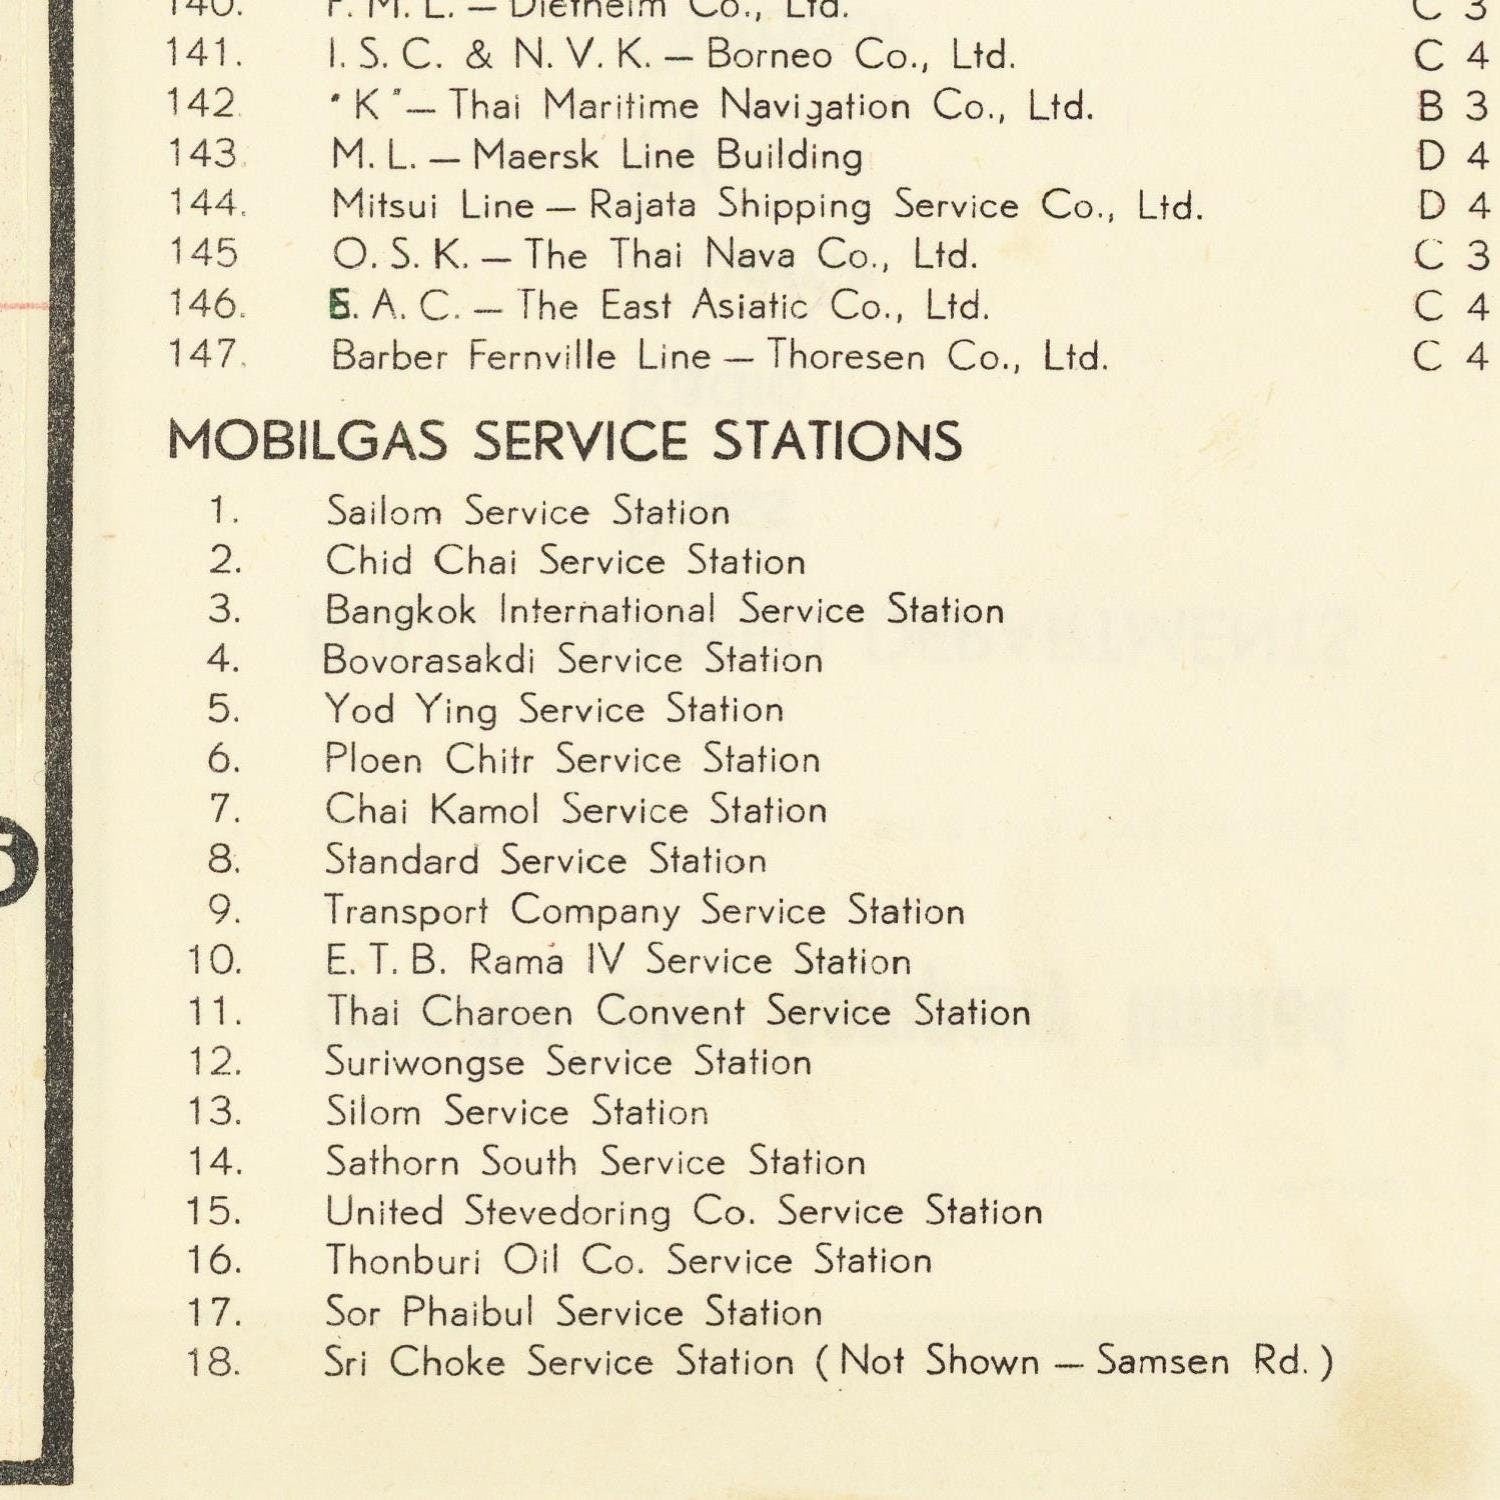 140. F. M. L. — Diethelm Co., Ltd. C 3
141. I. S. C. & N. V. K. — Borneo Co., Ltd. C 4
142. "K" — Thai Maritime Navigation Co., Ltd. B 3
143. M. L. — Maersk Line Building D 4
144. Mitsui Line — Rajata Shipping Service Co., Ltd. D 4
145 O. S. K. — The Thai Nava Co., Ltd. C 3
146. E. A. C. — The East Asiatic Co., Ltd. C 4
147. Barber Fernville Line — Thoresen Co., Ltd. C 4
MOBILGAS SERVICE STATIONS
1. Sailom Service Station
2. Chid Chai Service Station
3. Bangkok International Service Station
4. Bovorasakdi Service Station
5. Yod Ying Service Station
6. Ploen Chitr Service Station
7. Chai Kamol Service Station
8. Standard Service Station
9. Transport Company Service Station
10. E. T. B. Rama IV Service Station
11. Thai Charoen Convent Service Station
12. Suriwongse Service Station
13. Silom Service Station
14. Sathorn South Service Station
15. United Stevedoring Co. Service Station
16. Thonburi Oil Co. Service Station
17. Sor Phaibul Service Station
18. Sri Choke Service Station ( Not Shown — Samsen Rd. )
5